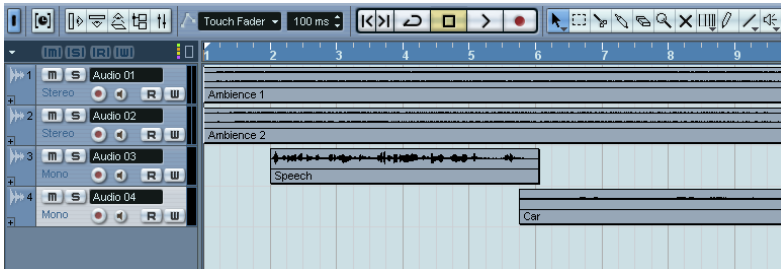 Touch Fader 100 ms
[m] [S] [R] [W]
1 2 3 4 5 6 7 8 9
1 m S Audio 01
Stereo R W
Ambience 1
2 m S Audio 02
Stereo R W
Ambience 2
3 m S Audio 03
Mono R W
Speech
4 m S Audio 04
Mono R W
Car